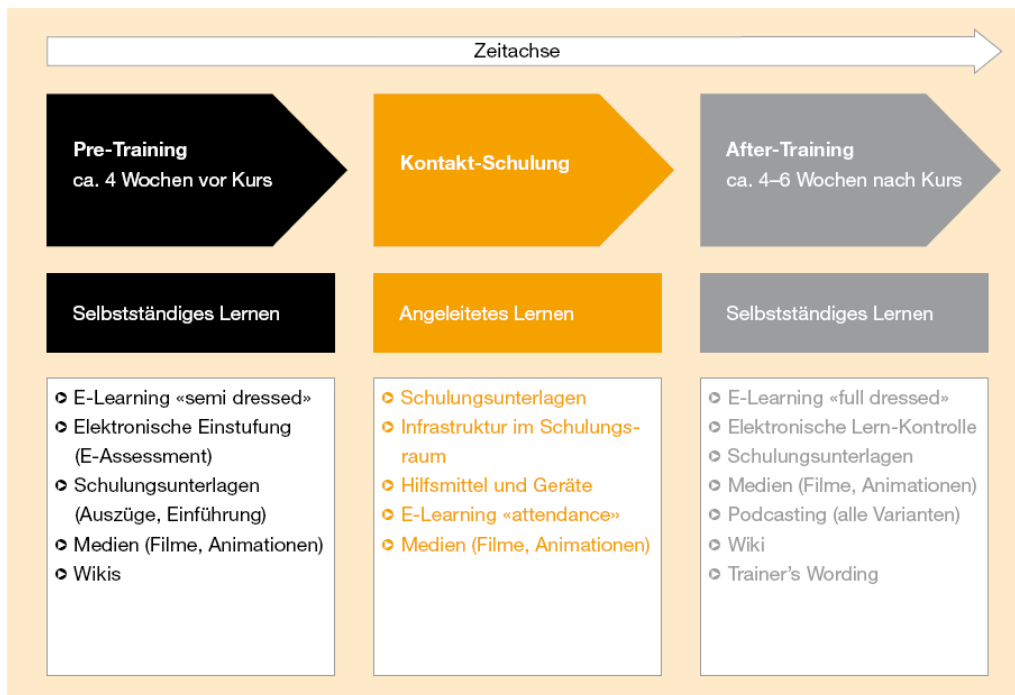 Zeitachse
Pre-Training
ca. 4 Wochen vor Kurs
Kontakt-Schulung
After-Training
ca. 4–6 Wochen nach Kurs
Selbstständiges Lernen
Angeleitetes Lernen
Selbstständiges Lernen
E-Learning «semi dressed»
Elektronische Einstufung
(E-Assessment)
Schulungsunterlagen
(Auszüge, Einführung)
Medien (Filme, Animationen)
Wikis
Schulungsunterlagen
Infrastruktur im Schulungs-
raum
Hilfsmittel und Geräte
E-Learning «attendance»
Medien (Filme, Animationen)
E-Learning «full dressed»
Elektronische Lern-Kontrolle
Schulungsunterlagen
Medien (Filme, Animationen)
Podcasting (alle Varianten)
Wiki
Trainer’s Wording